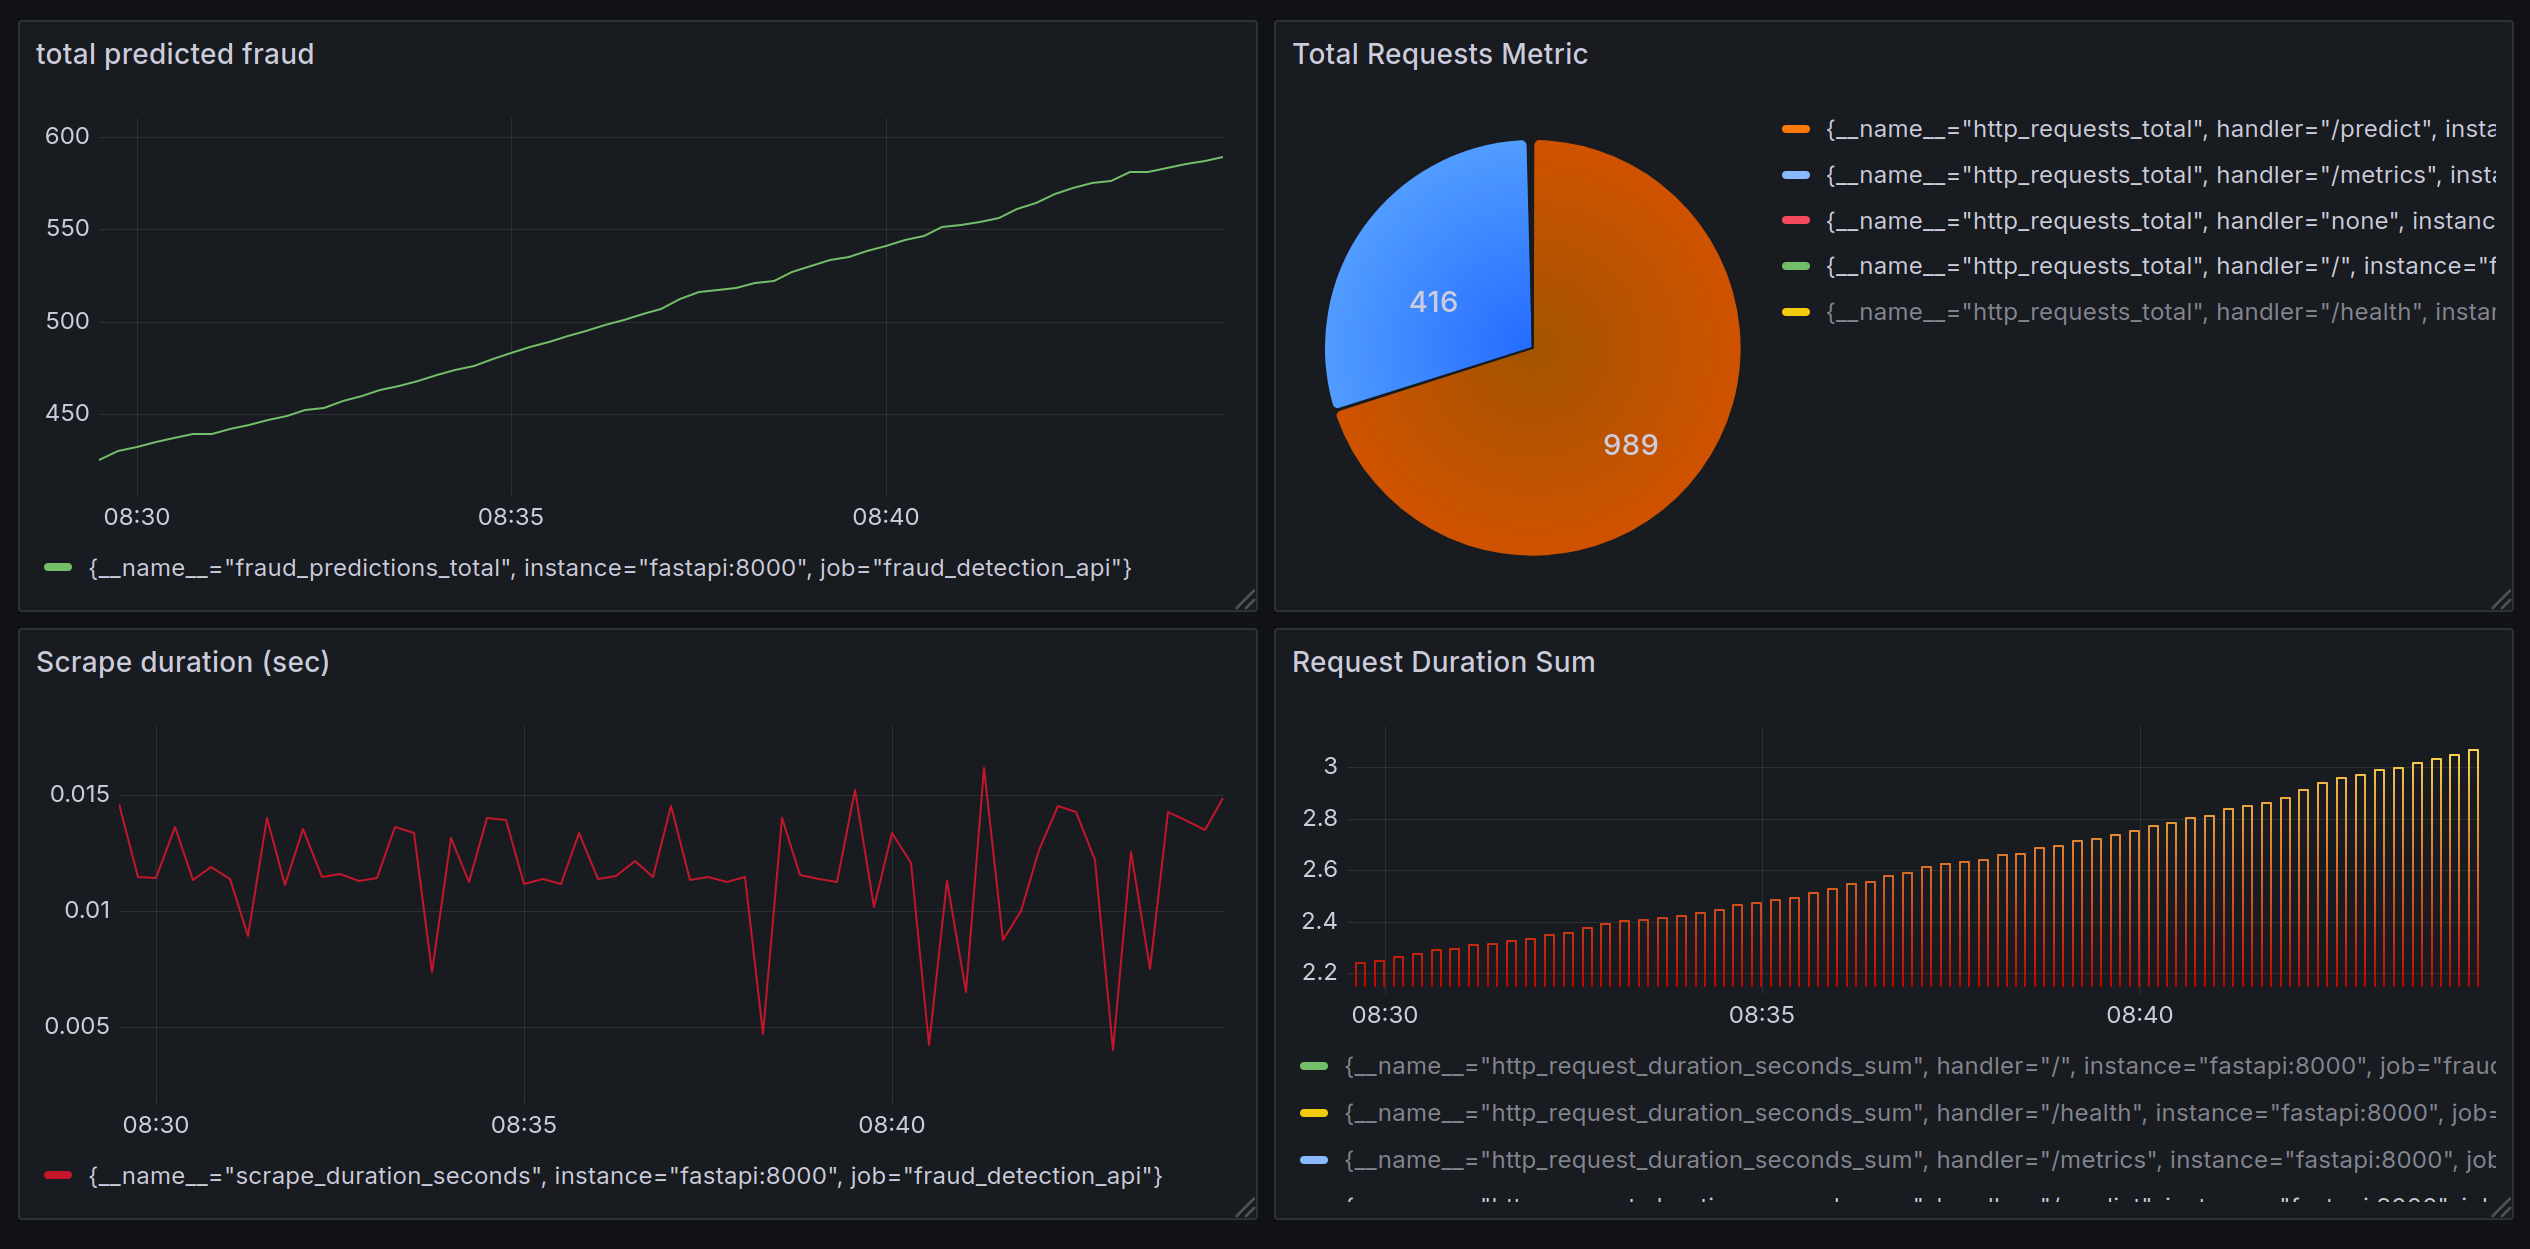 total predicted fraud
600
550
500
450
08:30 08:35 08:40
{__name__="fraud_predictions_total", instance="fastapi:8000", job="fraud_detection_api"}
Total Requests Metric
416
989
{__name__="http_requests_total", handler="/predict", insta
{__name__="http_requests_total", handler="/metrics", insta
{__name__="http_requests_total", handler="none", instanc
{__name__="http_requests_total", handler="/", instance="f
{__name__="http_requests_total", handler="/health", instan
Scrape duration (sec)
0.015
0.01
0.005
08:30 08:35 08:40
{__name__="scrape_duration_seconds", instance="fastapi:8000", job="fraud_detection_api"}
Request Duration Sum
3
2.8
2.6
2.4
2.2
08:30 08:35 08:40
{__name__="http_request_duration_seconds_sum", handler="/", instance="fastapi:8000", job="fraud
{__name__="http_request_duration_seconds_sum", handler="/health", instance="fastapi:8000", job=
{__name__="http_request_duration_seconds_sum", handler="/metrics", instance="fastapi:8000", job